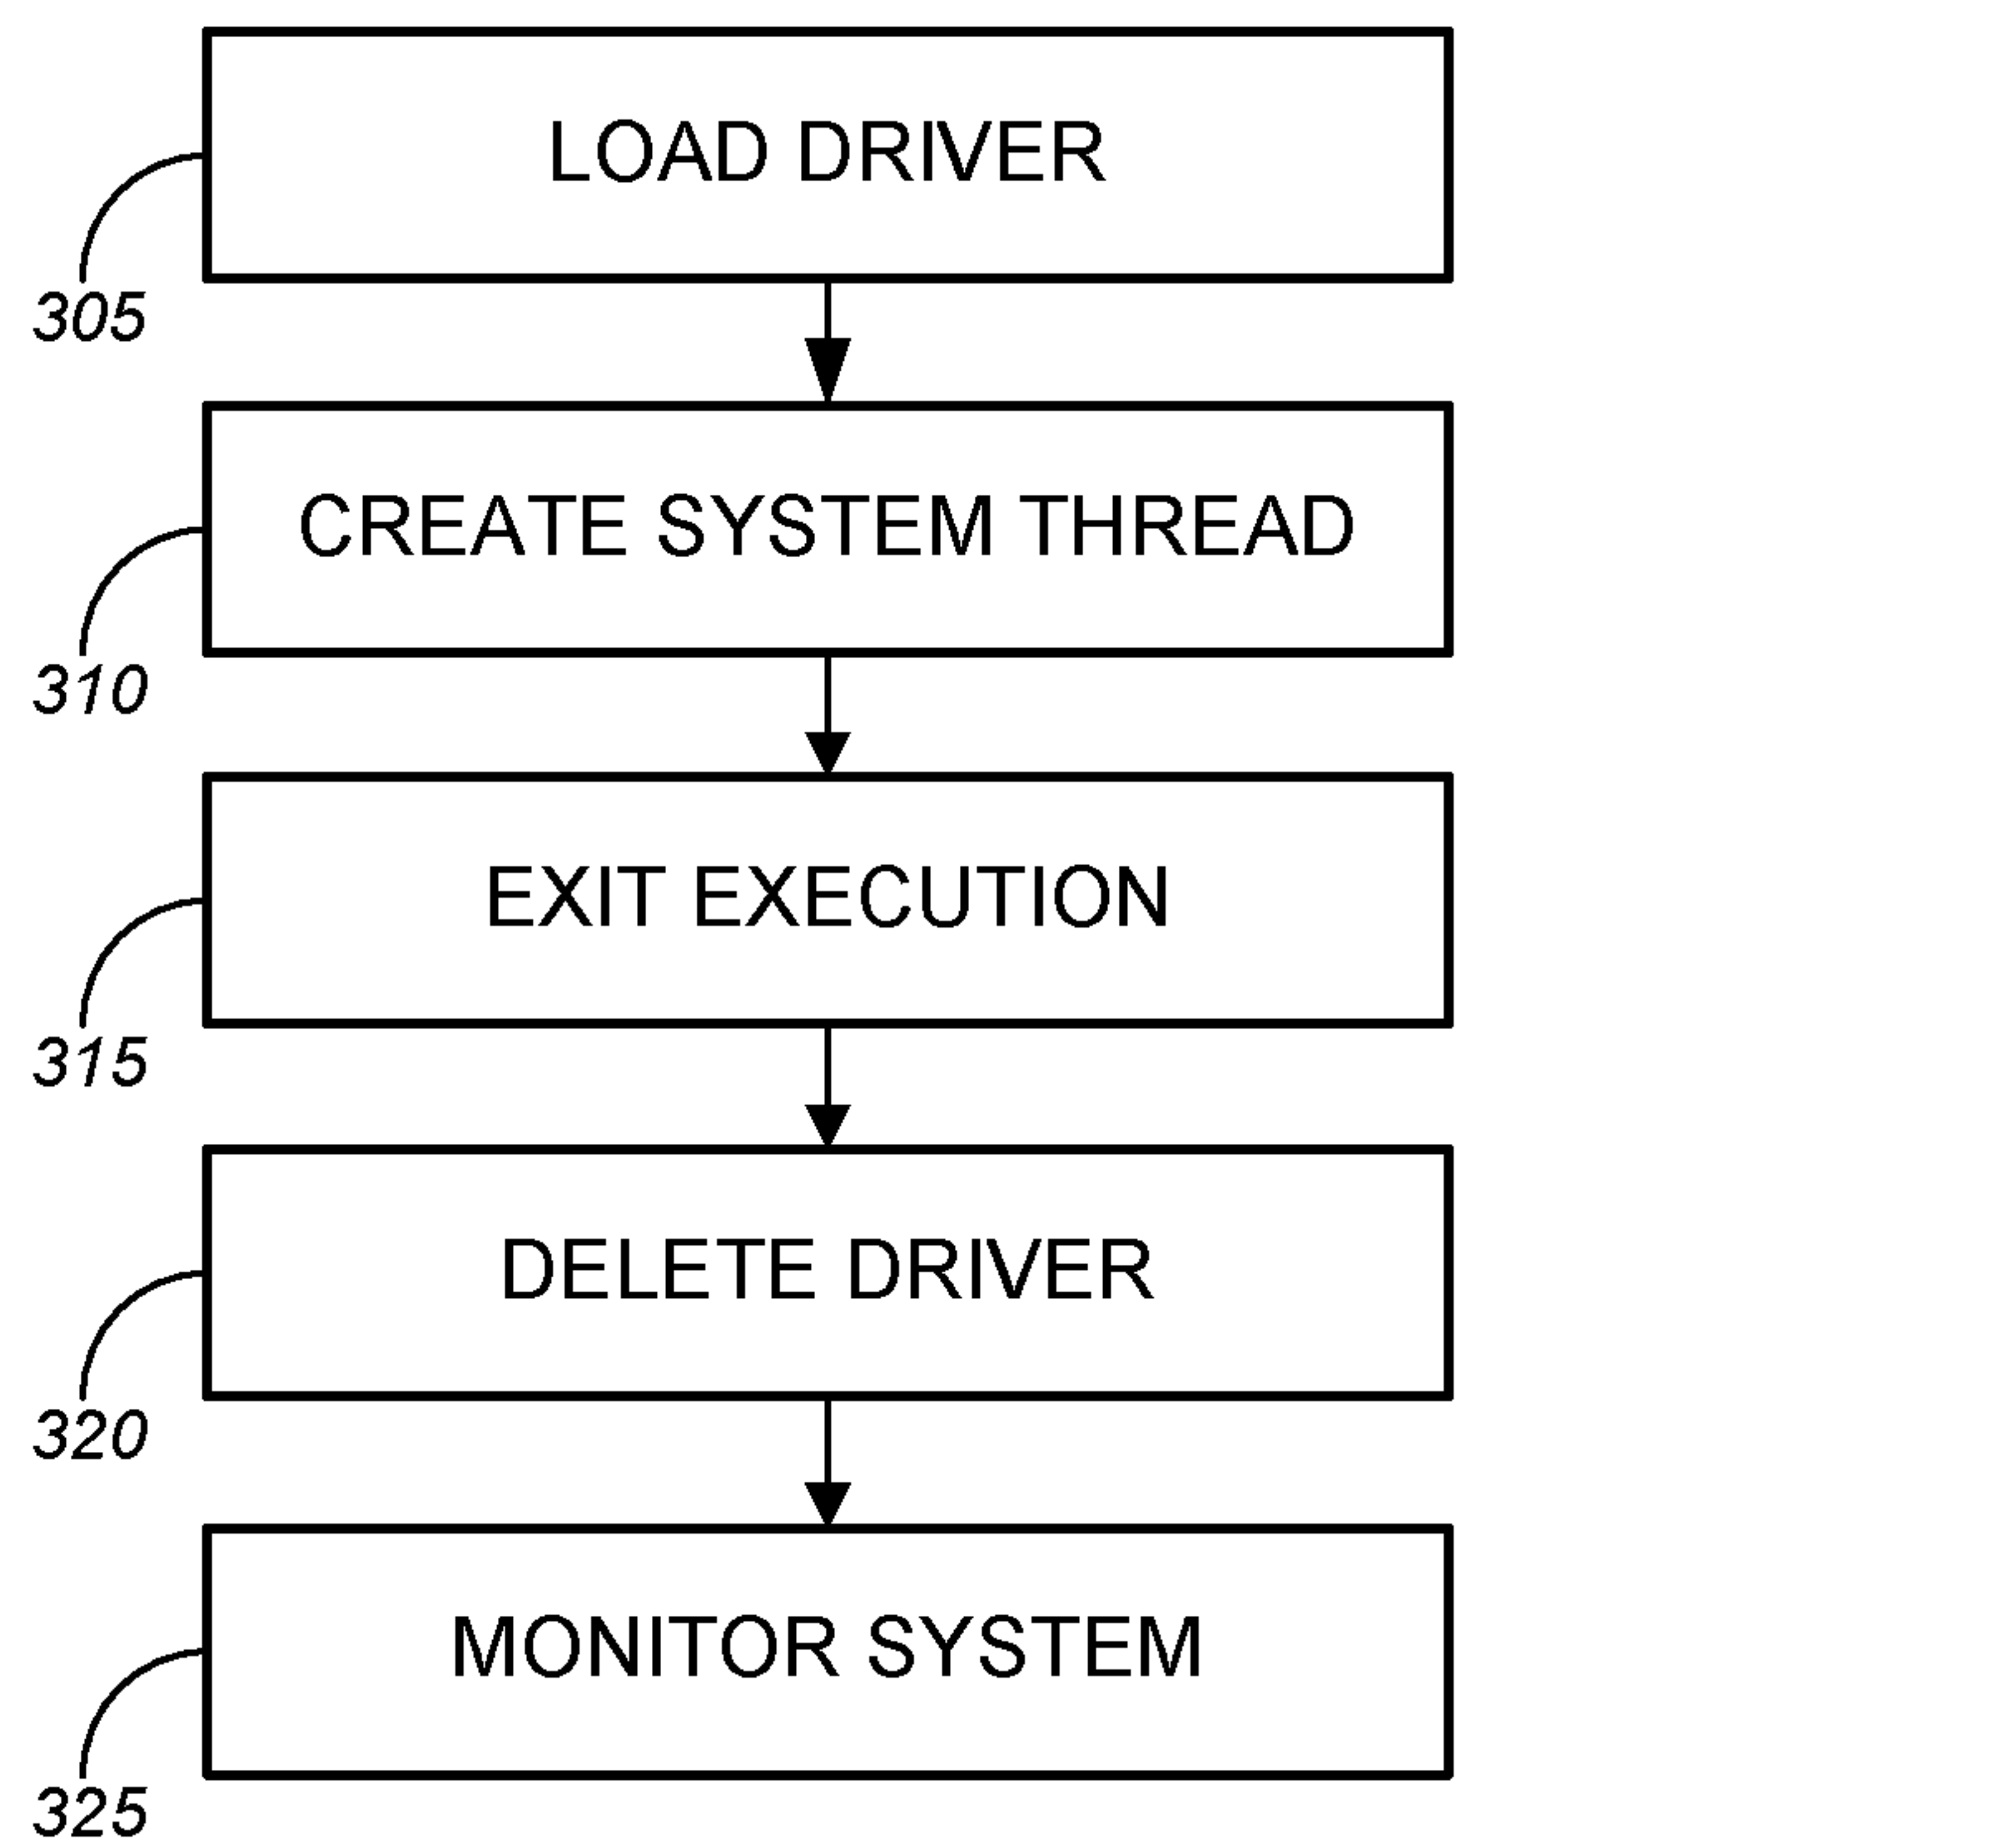 LOAD DRIVER
305
CREATE SYSTEM THREAD
310
EXIT EXECUTION
315
DELETE DRIVER
320
MONITOR SYSTEM
325